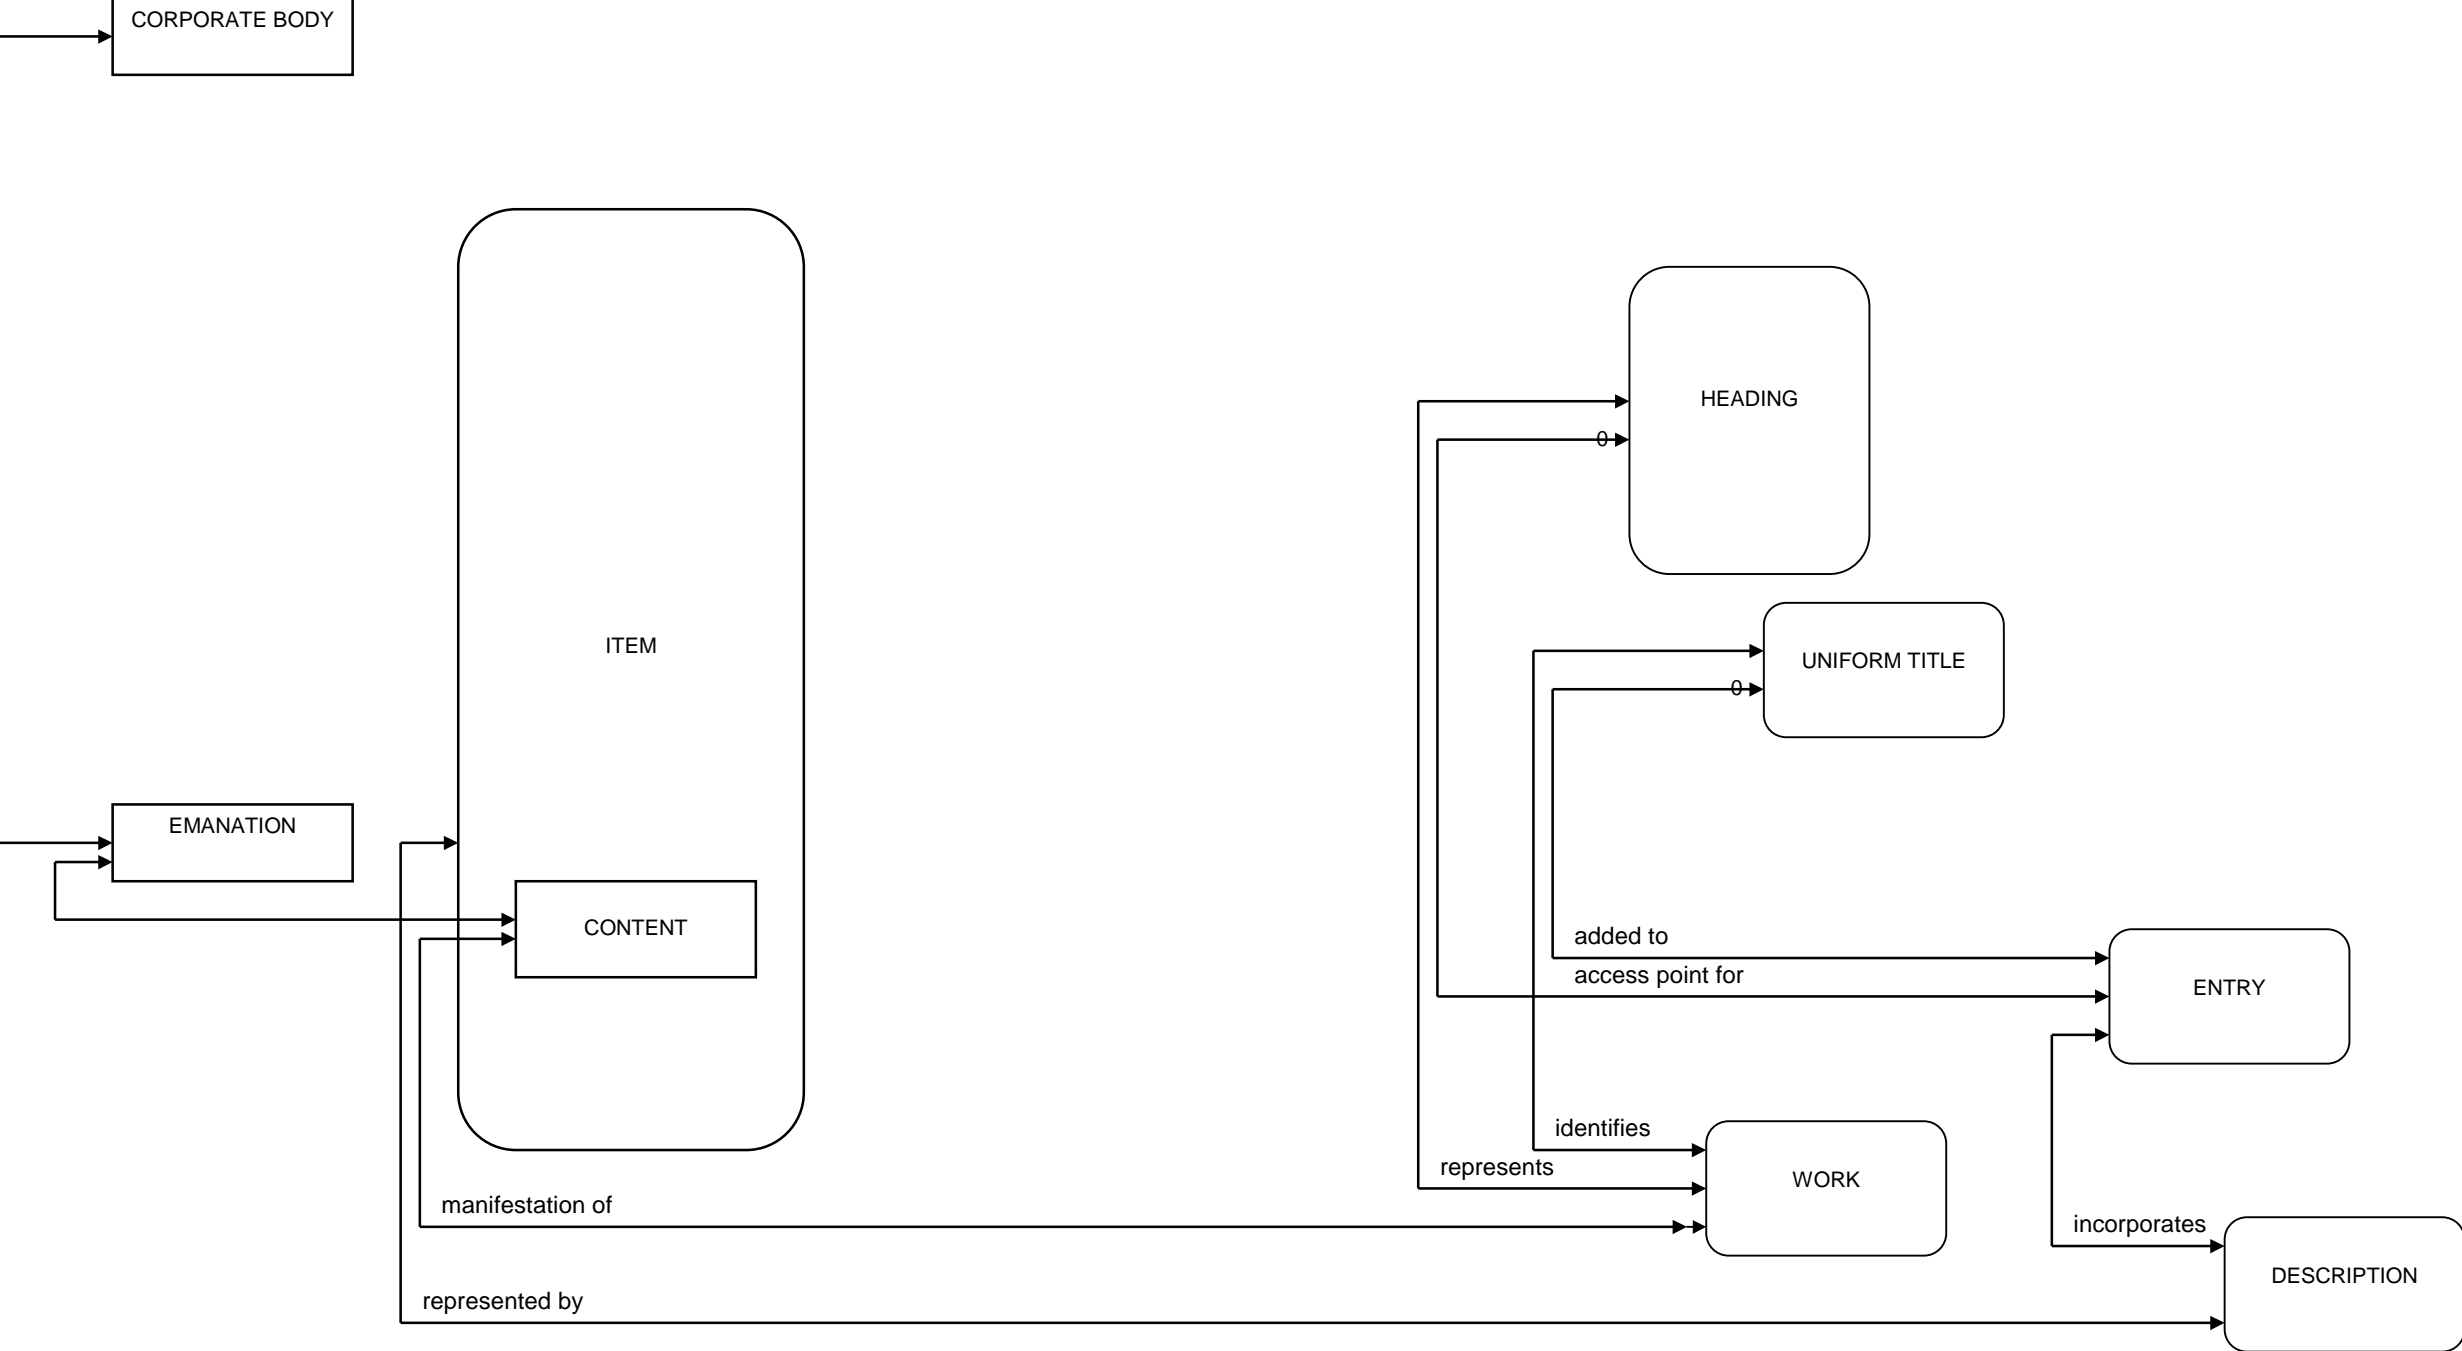 CORPORATE BODY
HEADING
0
ITEM
UNIFORM TITLE
0
EMANATION
CONTENT
added to
access point for
ENTRY
identifies
represents
WORK
manifestation of
incorporates
DESCRIPTION
represented by